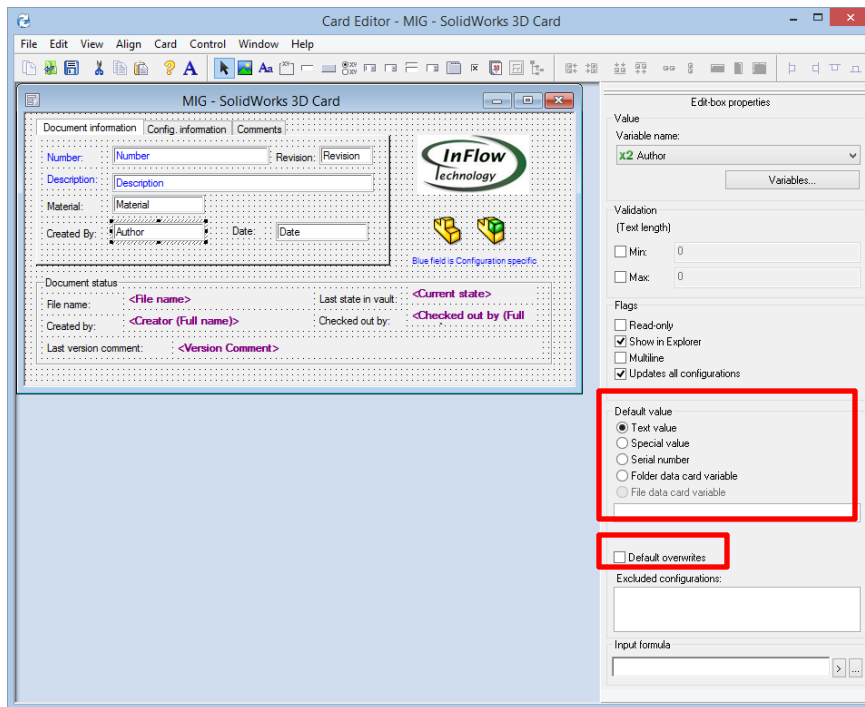 Card Editor - MIG - SolidWorks 3D Card
File Edit View Align Card Control Window Help
MIG - SolidWorks 3D Card
Document information Config. information Comments
Number: Number Revision: Revision
Description: Description
Material: Material
Created By: Author Date: Date
InFlow
Technology
Blue field is Configuration specific
Document status
File name: <File name> Last state in vault: <Current state>
Created by: <Creator (Full name)> Checked out by: <Checked out by (Full
Last version comment: <Version Comment>
Edit-box properties
Value
Variable name:
x2 Author
Variables...
Validation
(Text length)
Min: 0
Max: 0
Flags
Read-only
Show in Explorer
Multiline
Updates all configurations
Default value
Text value
Special value
Serial number
Folder data card variable
File data card variable
Default overwrites
Excluded configurations:
Input formula
> ...